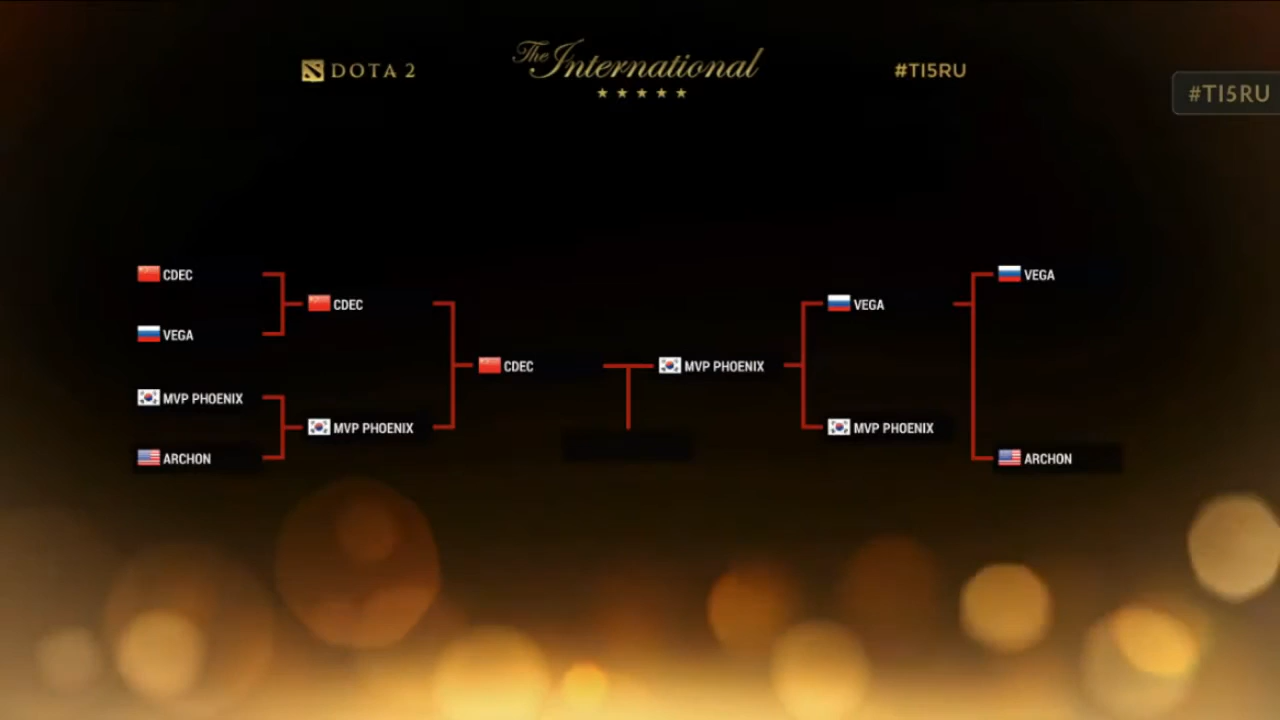 DOTA 2
The International
#TI5RU
#TI5RU
CDEC
VEGA
MVP PHOENIX
ARCHON
CDEC
MVP PHOENIX
CDEC
MVP PHOENIX
VEGA
MVP PHOENIX
VEGA
ARCHON